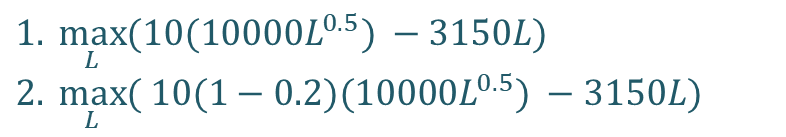 1. max(10(10000L^0.5) − 3150L)
L
2. max( 10(1 − 0.2)(10000L^0.5) − 3150L)
L